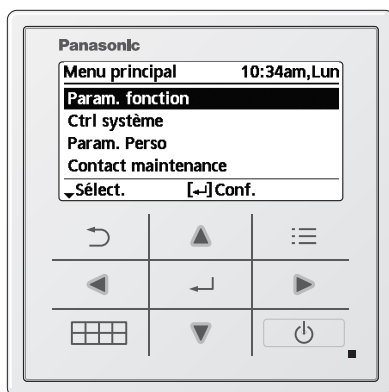 Panasonic
Menu principal 10:34am,Lun
Param. fonction
Ctrl système
Param. Perso
Contact maintenance
Sélect. [↵]Conf.